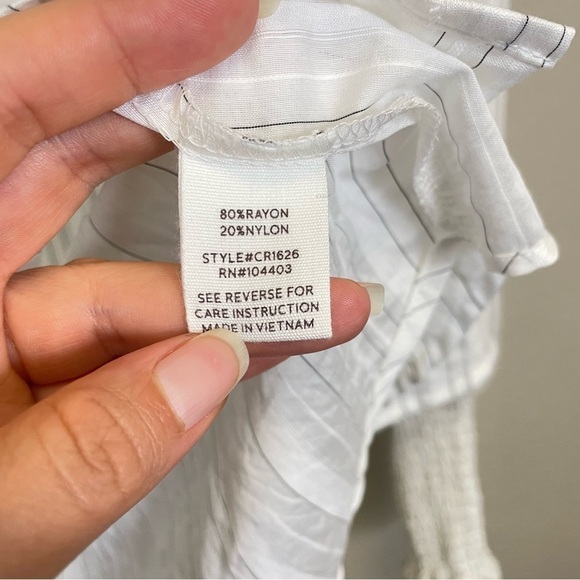 80%RAYON
20%NYLON
STYLE#CR1626
RN#104403
SEE REVERSE FOR
CARE INSTRUCTION
MADE IN VIETNAM